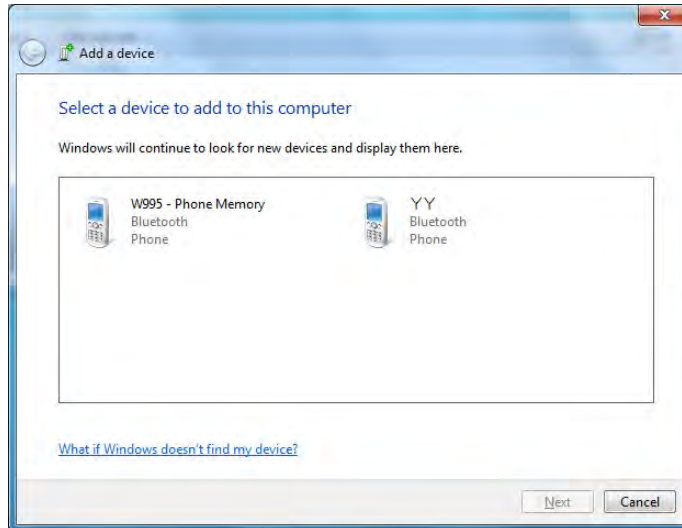 Add a device
Select a device to add to this computer
Windows will continue to look for new devices and display them here.
W995 - Phone Memory
Bluetooth
Phone
YY
Bluetooth
Phone
What if Windows doesn't find my device?
Next
Cancel